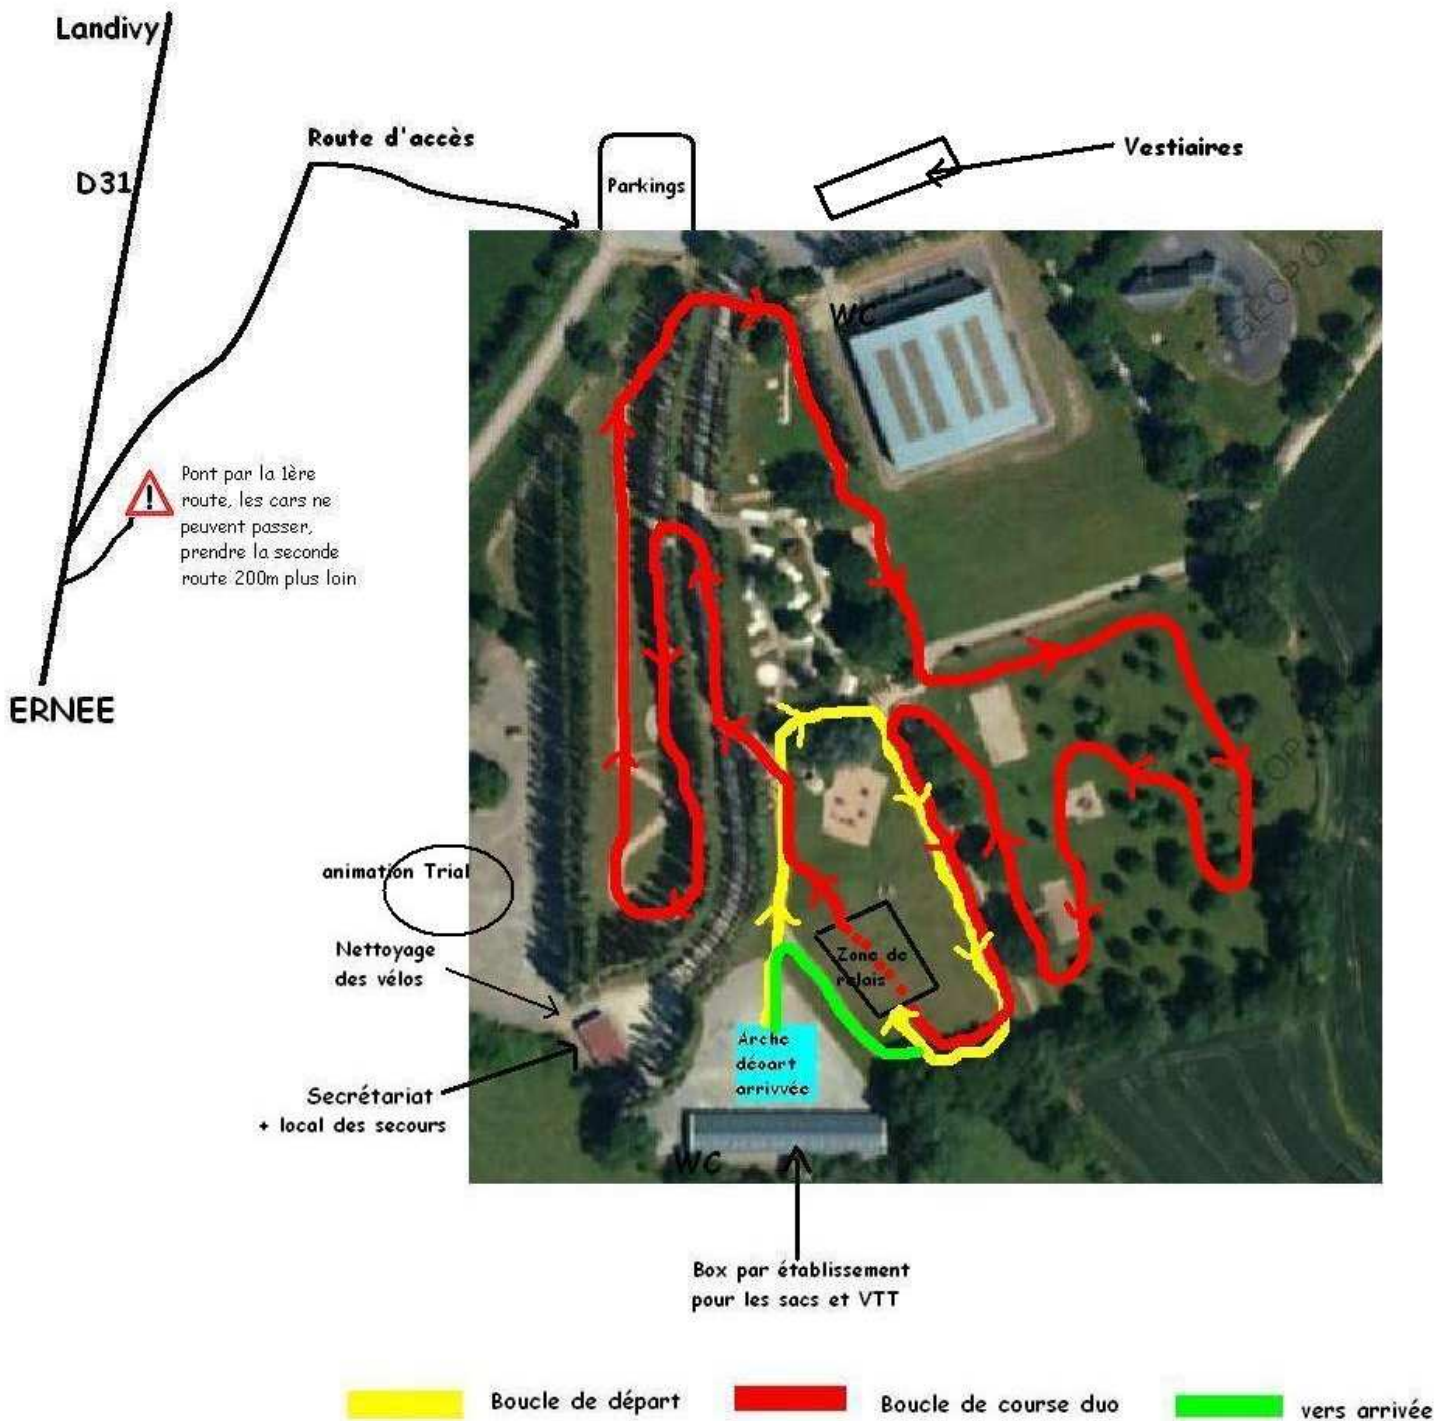 Landivy
Route d'accès
Vestiaires
D31
Parkings
WC
Pont par la 1ère
route, les cars ne
peuvent passer,
prendre la seconde
route 200m plus loin
ERNEE
animation Trial
Nettoyage
des vélos
Zone de
relais
Arche
départ
arrivvée
Secrétariat
+ local des secours
WC
Box par établissement
pour les sacs et VTT
Boucle de départ
Boucle de course duo
vers arrivée